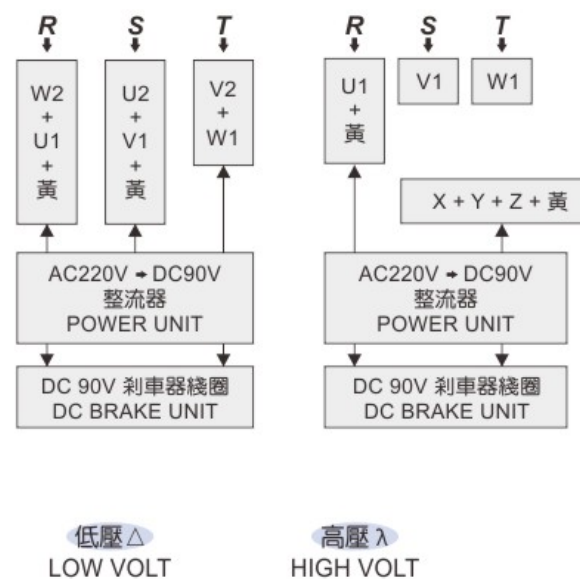 R S T
W2
+
U1
+
黃
U2
+
V1
+
黃
V2
+
W1
AC220V ➡ DC90V
整流器
POWER UNIT
DC 90V 剎車器綫圈
DC BRAKE UNIT
低壓 △
LOW VOLT
R S T
U1
+
黃
V1
W1
X + Y + Z + 黃
AC220V ➡ DC90V
整流器
POWER UNIT
DC 90V 剎車器綫圈
DC BRAKE UNIT
高壓 λ
HIGH VOLT